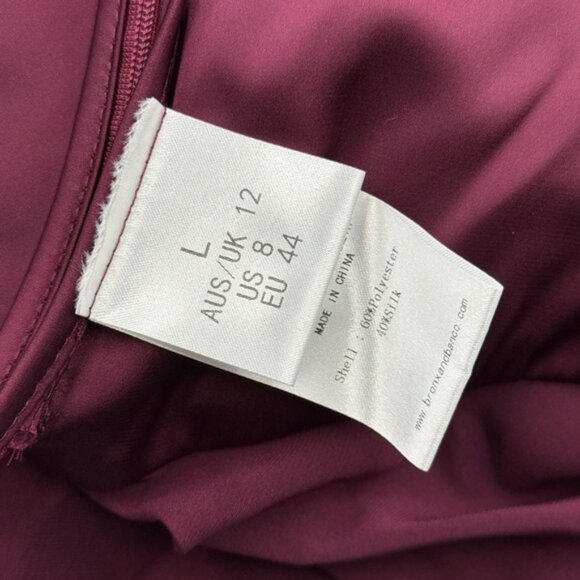 L
AUS/UK 12
US 8
EU 44
MADE IN CHINA
Shell : 60%Polyester
40%Silk
www.bronxandbanco.com